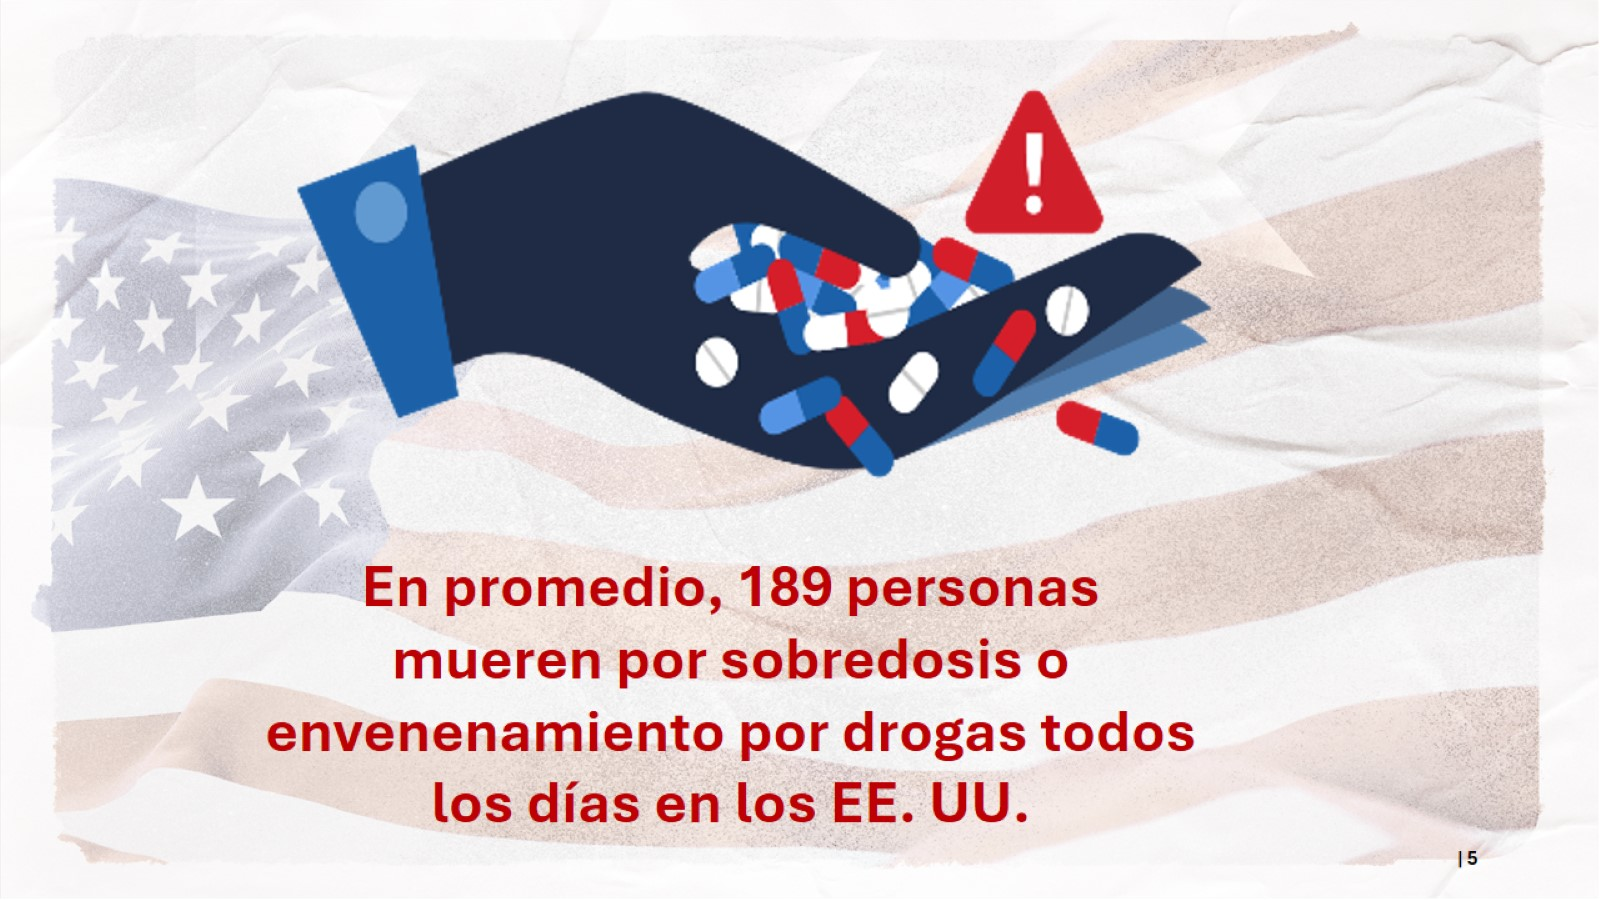 !
En promedio, 189 personas
mueren por sobredosis o
envenenamiento por drogas todos
los días en los EE. UU.
| 5